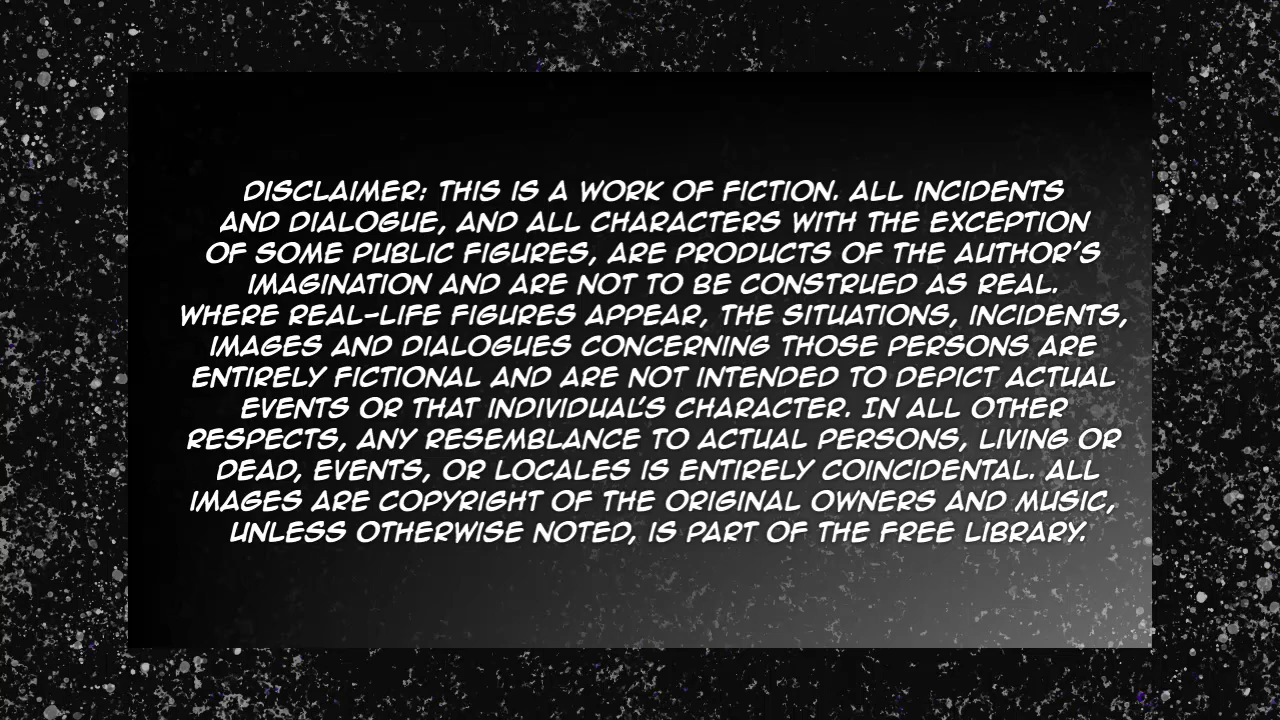 DISCLAIMER: THIS IS A WORK OF FICTION. ALL INCIDENTS
AND DIALOGUE, AND ALL CHARACTERS WITH THE EXCEPTION
OF SOME PUBLIC FIGURES, ARE PRODUCTS OF THE AUTHOR'S
IMAGINATION AND ARE NOT TO BE CONSTRUED AS REAL.
WHERE REAL-LIFE FIGURES APPEAR, THE SITUATIONS, INCIDENTS,
IMAGES AND DIALOGUES CONCERNING THOSE PERSONS ARE
ENTIRELY FICTIONAL AND ARE NOT INTENDED TO DEPICT ACTUAL
EVENTS OR THAT INDIVIDUAL'S CHARACTER. IN ALL OTHER
RESPECTS, ANY RESEMBLANCE TO ACTUAL PERSONS, LIVING OR
DEAD, EVENTS, OR LOCALES IS ENTIRELY COINCIDENTAL. ALL
IMAGES ARE COPYRIGHT OF THE ORIGINAL OWNERS AND MUSIC,
UNLESS OTHERWISE NOTED, IS PART OF THE FREE LIBRARY.